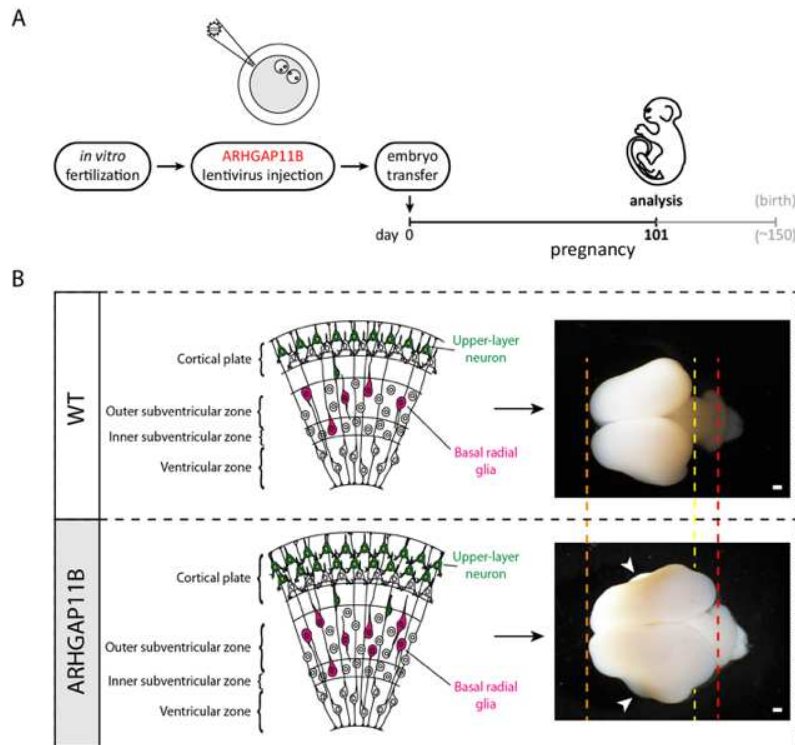 A
in vitro
fertilization
ARHGAP11B
lentivirus injection
embryo
transfer
analysis
(birth)
day 0
101
(~150)
pregnancy
B
WT
Cortical plate
Outer subventricular zone
Inner subventricular zone
Ventricular zone
Upper-layer
neuron
Basal radial
glia
ARHGAP11B
Cortical plate
Outer subventricular zone
Inner subventricular zone
Ventricular zone
Upper-layer
neuron
Basal radial
glia